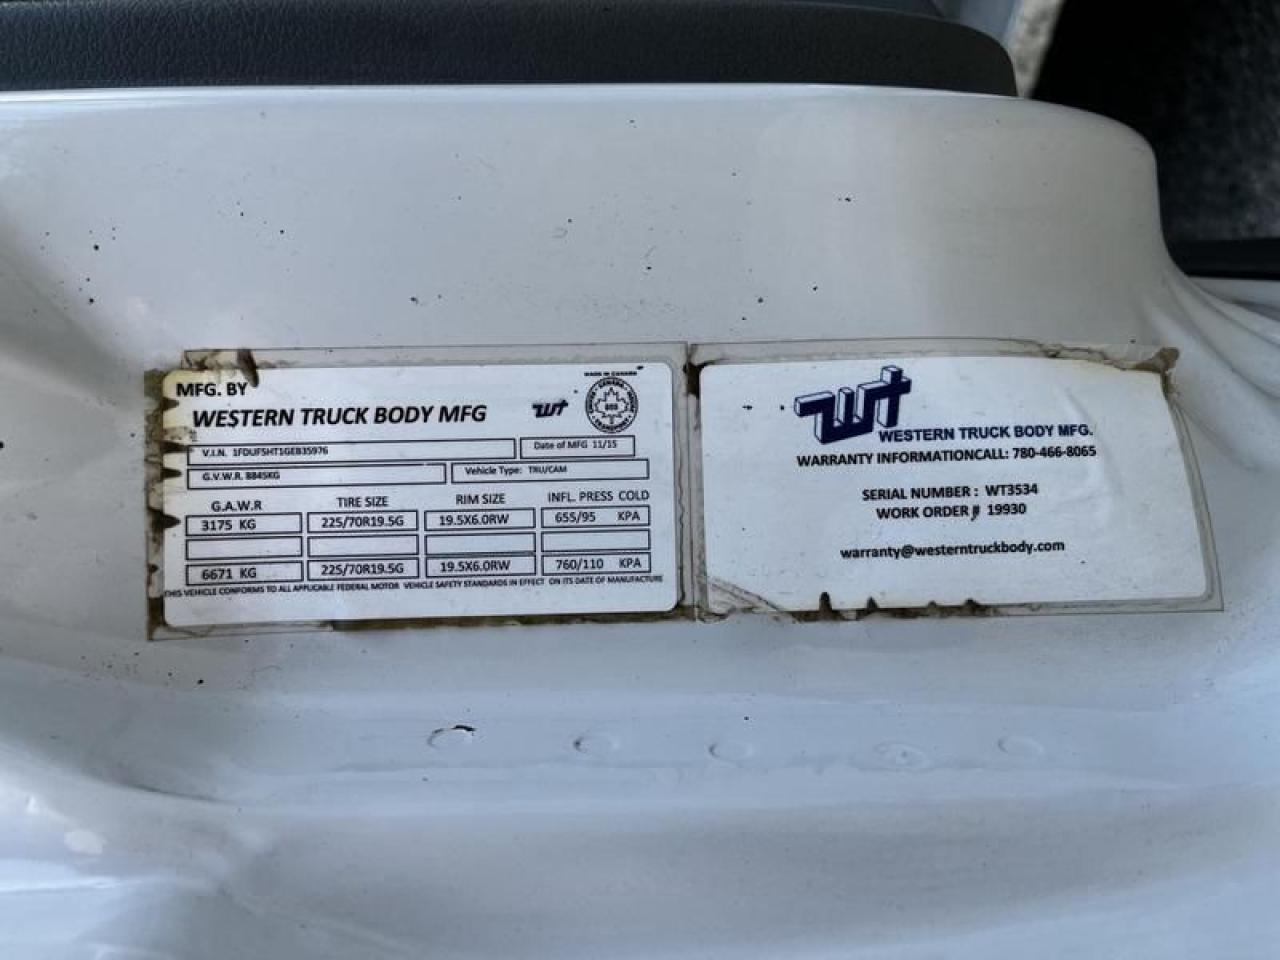 MADE IN CANADA
MFG. BY
WESTERN TRUCK BODY MFG
WT
CANADA
TRANSPORT
V.I.N. 1FDUF5HT1GEB35976
Date of MFG 11/15
G.V.W.R. 8845KG
Vehicle Type: TRU/CAM
G.A.W.R TIRE SIZE RIM SIZE INFL. PRESS COLD
3175 KG 225/70R19.5G 19.5X6.0RW 655/95 KPA
6671 KG 225/70R19.5G 19.5X6.0RW 760/110 KPA
THIS VEHICLE CONFORMS TO ALL APPLICABLE FEDERAL MOTOR VEHICLE SAFETY STANDARDS IN EFFECT ON ITS DATE OF MANUFACTURE
WT
WESTERN TRUCK BODY MFG.
WARRANTY INFORMATIONCALL: 780-466-8065
SERIAL NUMBER : WT3534
WORK ORDER # 19930
warranty@westerntruckbody.com